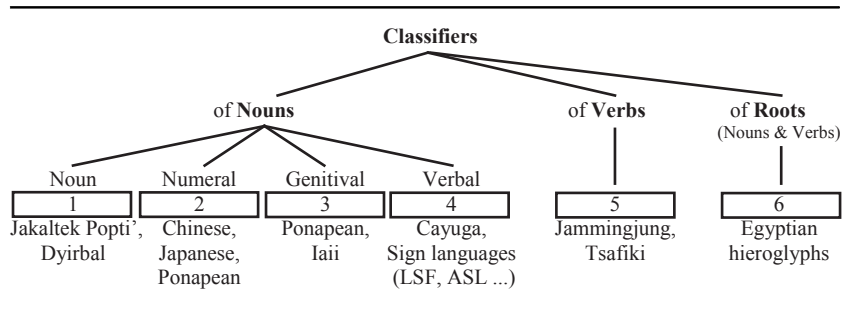 Classifiers
of Nouns
of Verbs
of Roots
(Nouns & Verbs)
Noun
Numeral
Genitival
Verbal
1
2
3
4
5
6
Jakaltek Popti’,
Dyirbal
Chinese,
Japanese,
Ponapean
Ponapean,
Iaii
Cayuga,
Sign languages
(LSF, ASL ...)
Jammingjung,
Tsafiki
Egyptian
hieroglyphs